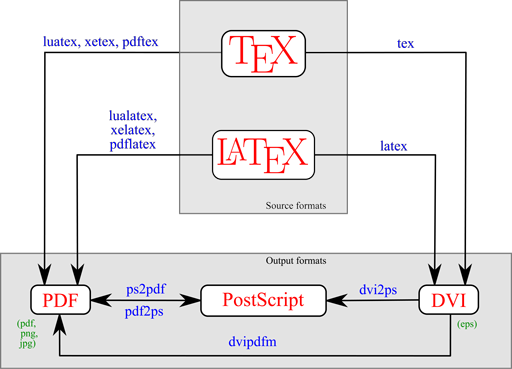 luatex, xetex, pdftex
TEX
tex
lualatex,
xelatex,
pdflatex
LATEX
latex
Source formats
Output formats
PDF
ps2pdf
pdf2ps
PostScript
dvi2ps
DVI
(pdf,
png,
jpg)
(eps)
dvipdfm